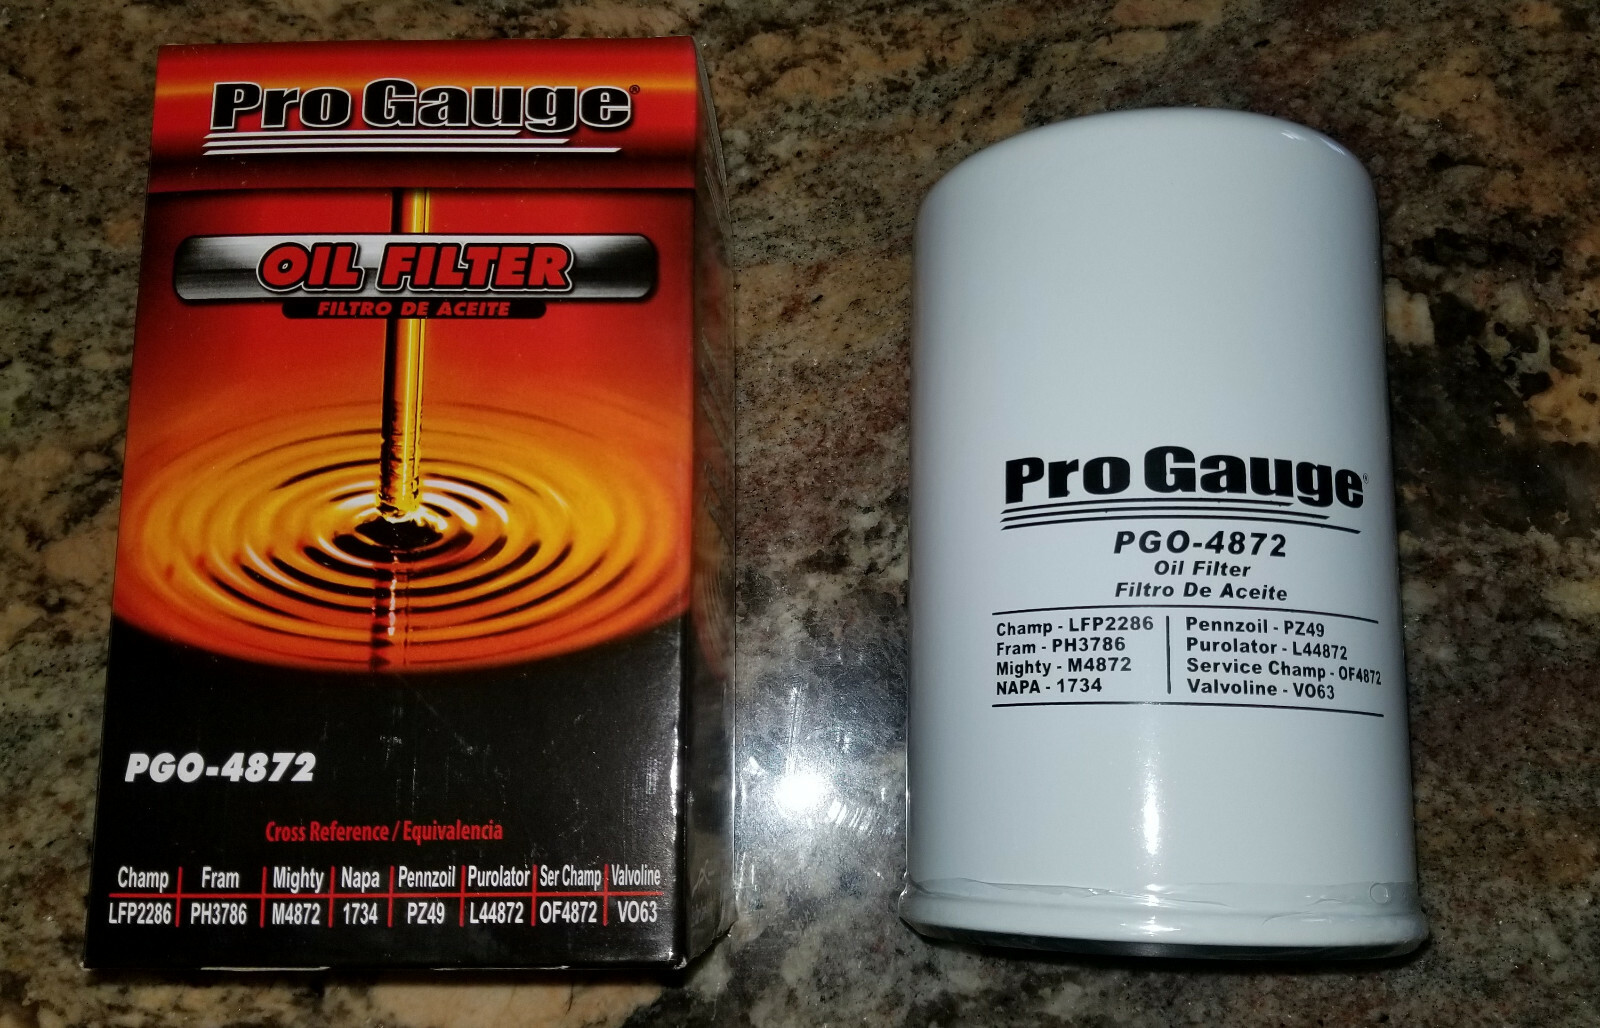 Pro Gauge®
OIL FILTER
FILTRO DE ACEITE
PGO-4872
Cross Reference / Equivalencia
Champ Fram Mighty Napa Pennzoil Purolator Ser Champ Valvoline
LFP2286 PH3786 M4872 1734 PZ49 L44872 OF4872 VO63
Pro Gauge®
PGO-4872
Oil Filter
Filtro De Aceite
Champ - LFP2286
Fram - PH3786
Mighty - M4872
NAPA - 1734
Pennzoil - PZ49
Purolator - L44872
Service Champ - OF4872
Valvoline - VO63